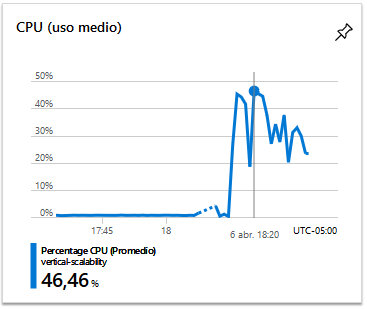 CPU (uso medio)
50%
40%
30%
20%
10%
0%
17:45 18 6 abr. 18:20 UTC-05:00
Percentage CPU (Promedio)
vertical-scalability
46,46 %